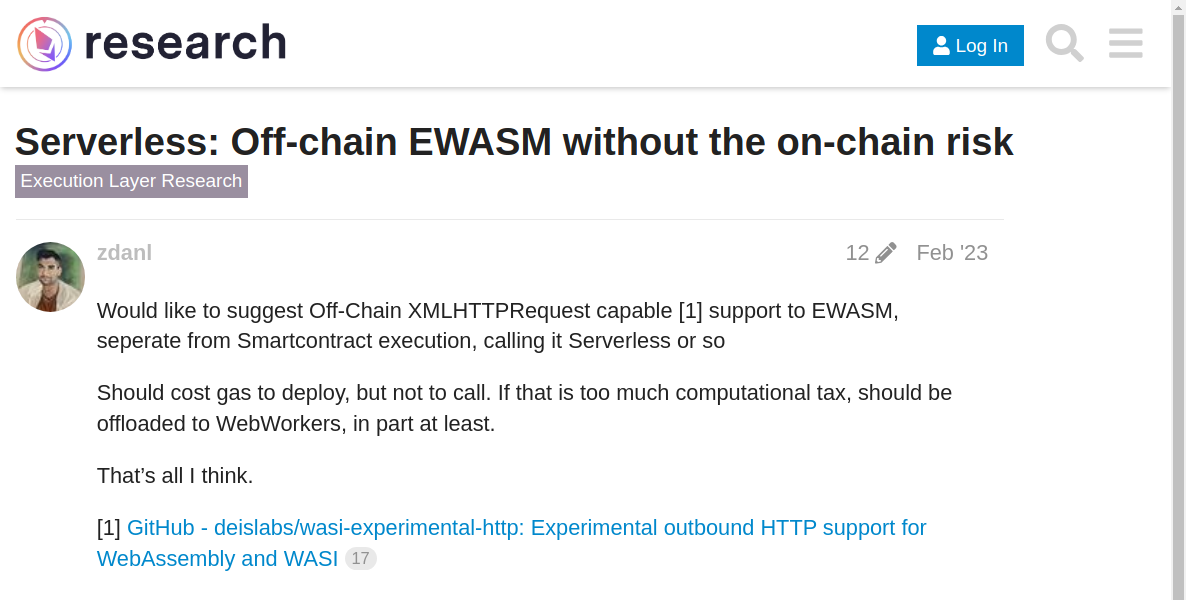 research
Log In
Serverless: Off-chain EWASM without the on-chain risk
Execution Layer Research
zdanl
12
Feb '23
Would like to suggest Off-Chain XMLHTTPRequest capable [1] support to EWASM,
seperate from Smartcontract execution, calling it Serverless or so
Should cost gas to deploy, but not to call. If that is too much computational tax, should be
offloaded to WebWorkers, in part at least.
That’s all I think.
[1] GitHub - deislabs/wasi-experimental-http: Experimental outbound HTTP support for
WebAssembly and WASI 17